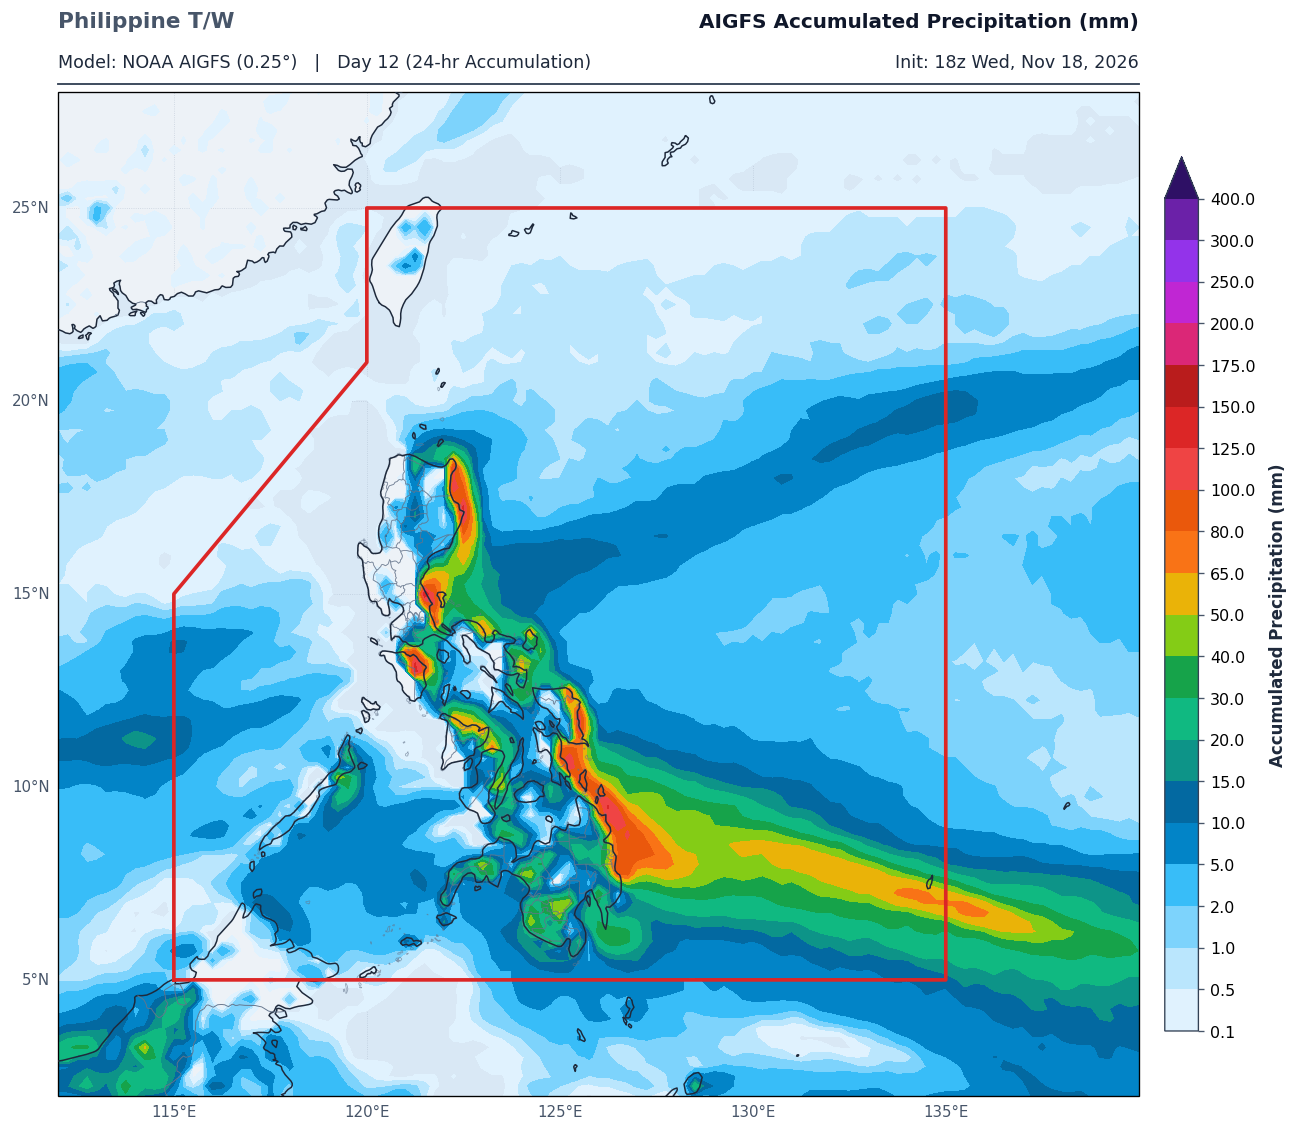 Philippine T/W
AIGFS Accumulated Precipitation (mm)
Model: NOAA AIGFS (0.25°) | Day 12 (24-hr Accumulation)
Init: 18z Wed, Nov 18, 2026
25°N
20°N
15°N
10°N
5°N
115°E
120°E
125°E
130°E
135°E
400.0
300.0
250.0
200.0
175.0
150.0
125.0
100.0
80.0
65.0
50.0
40.0
30.0
20.0
15.0
10.0
5.0
2.0
1.0
0.5
0.1
Accumulated Precipitation (mm)